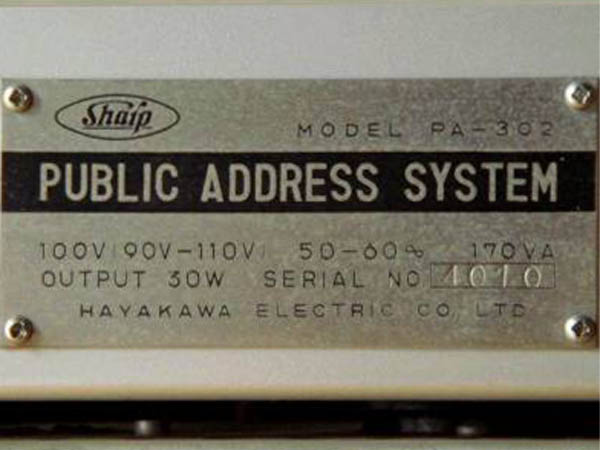 Sharp
MODEL PA-302
PUBLIC ADDRESS SYSTEM
100V(90V-110V) 50-60∿ 170VA
OUTPUT 30W SERIAL NO 4010
HAYAKAWA ELECTRIC CO LTD